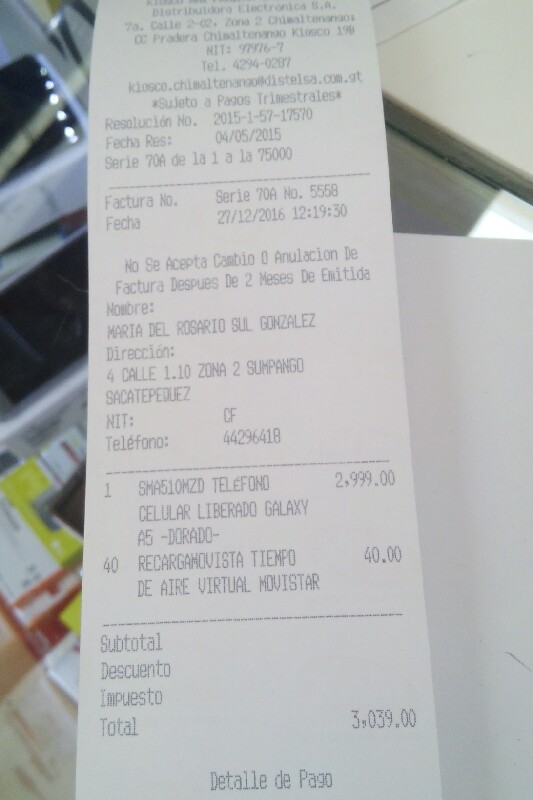 Distribuidora Electronica S.A.
7a. Calle 2-02. Zona 2 Chimaltenango:
CC Pradera Chimaltenango Kiosco 19B
NIT: 97976-7
Tel. 4294-0287
kiosco.chimaltenango@distelsa.com.gt
*Sujeto a Pagos Trimestrales*
Resolución No. 2015-1-57-17570
Fecha Res: 04/05/2015
Serie 70A de la 1 a la 75000
Factura No. Serie 70A No. 5558
Fecha 27/12/2016 12:19:30
No Se Acepta Cambio O Anulacion De
Factura Despues De 2 Meses De Emitida
Nombre:
MARIA DEL ROSARIO SUL GONZALEZ
Dirección:
4 CALLE 1.10 ZONA 2 SUMPANGO
SACATEPEQUEZ
NIT: CF
Teléfono: 44296418
1 SMA510MZD TELÉFONO 2,999.00
CELULAR LIBERADO GALAXY
A5 -DORADO-
40 RECARGAMOVISTA TIEMPO 40.00
DE AIRE VIRTUAL MOVISTAR
Subtotal
Descuento
Impuesto
Total 3,039.00
Detalle de Pago